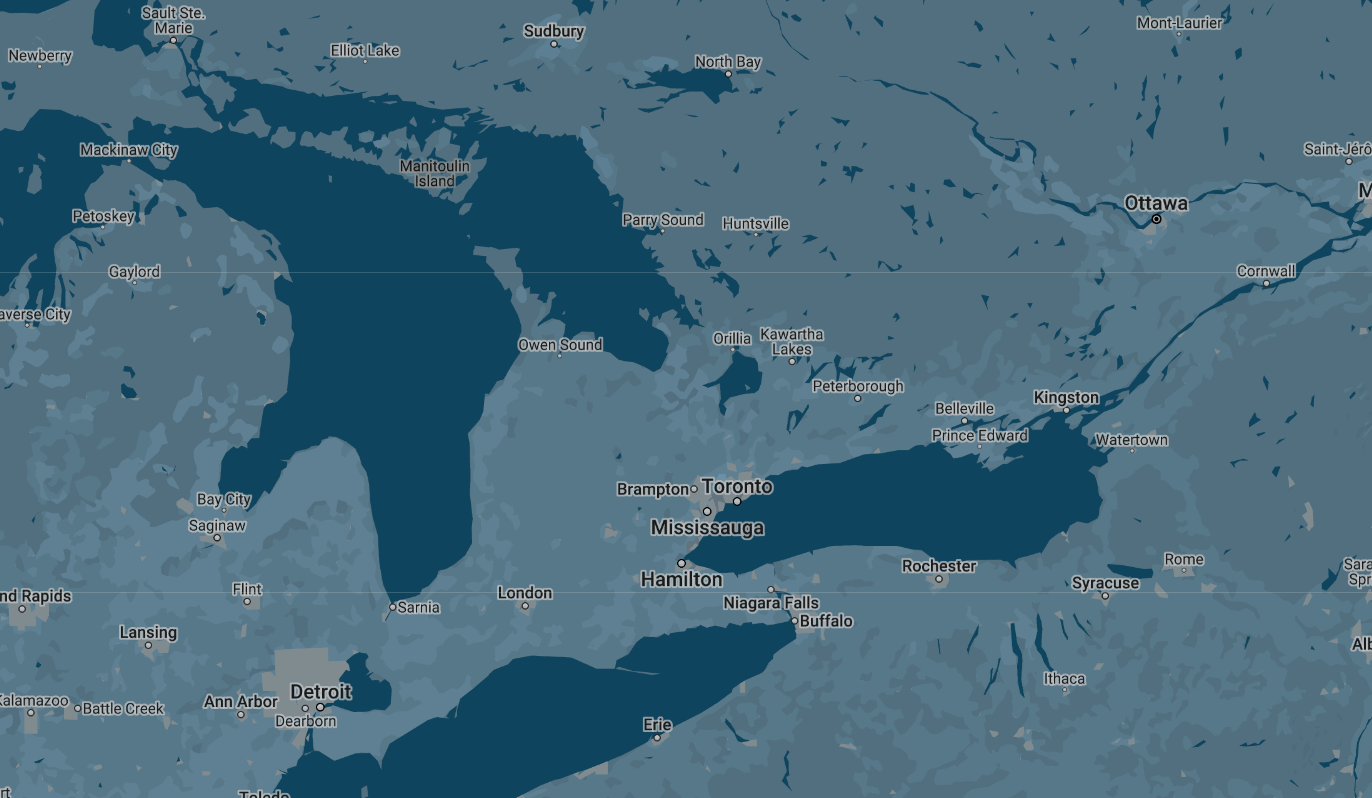 Sault Ste.
Marie
Mont-Laurier
Sudbury
Elliot Lake
Newberry
North Bay
Mackinaw City
Saint-Jérô
Manitoulin
Island
M
Ottawa
Petoskey
Parry Sound
Huntsville
Gaylord
Cornwall
averse City
Owen Sound
Orillia
Kawartha
Lakes
Peterborough
Kingston
Belleville
Prince Edward
Watertown
Brampton
Toronto
Bay City
Saginaw
Mississauga
Rome
Rochester
Sara
Spr
Hamilton
Syracuse
Flint
nd Rapids
London
Sarnia
Niagara Falls
Buffalo
Lansing
Alb
Ithaca
Detroit
Kalamazoo
Battle Creek
Ann Arbor
Dearborn
Erie
rt
Toledo